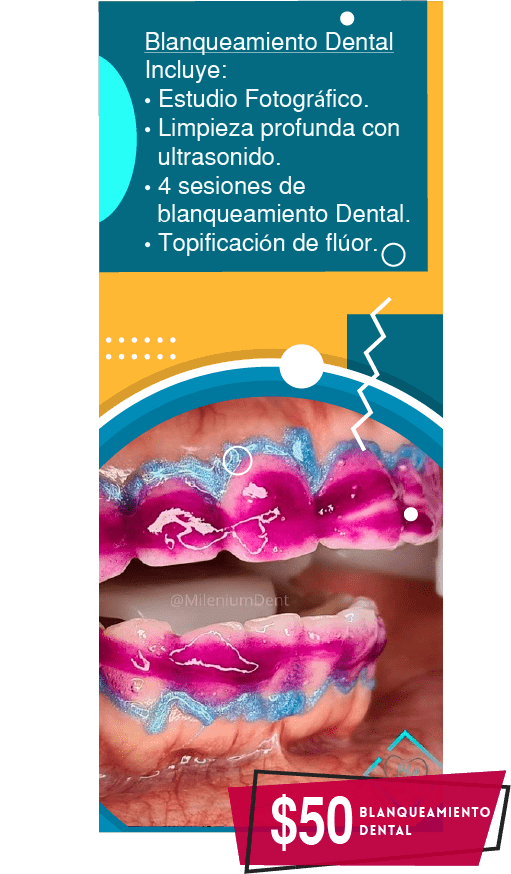 Blanqueamiento Dental
Incluye:
• Estudio Fotográfico.
• Limpieza profunda con
ultrasonido.
• 4 sesiones de
blanqueamiento Dental.
• Topificación de flúor.
@MileniumDent
$50 BLANQUEAMIENTO
DENTAL